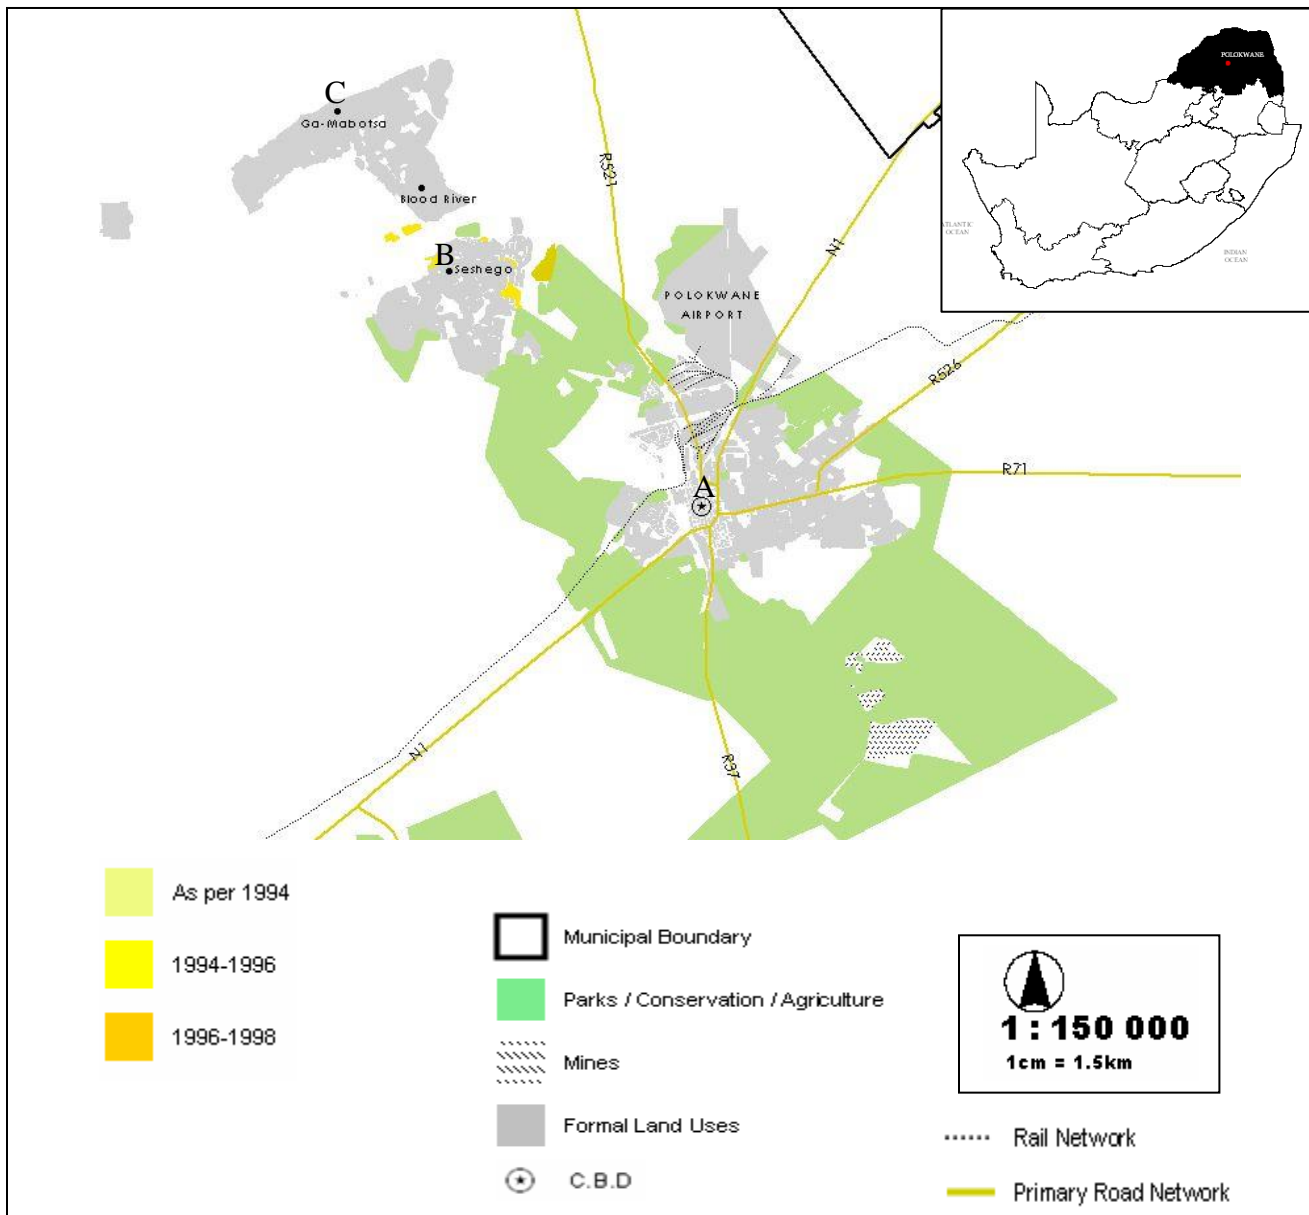 C
Ga-Mabotsa
Blood River
B
Seshego
R521
N1
POLOKWANE
AIRPORT
R526
R71
A
N1
R37
POLOKWANE
ATLANTIC
OCEAN
INDIAN
OCEAN
As per 1994
1994-1996
1996-1998
Municipal Boundary
Parks / Conservation / Agriculture
Mines
Formal Land Uses
C.B.D
1 : 150 000
1cm = 1.5km
Rail Network
Primary Road Network